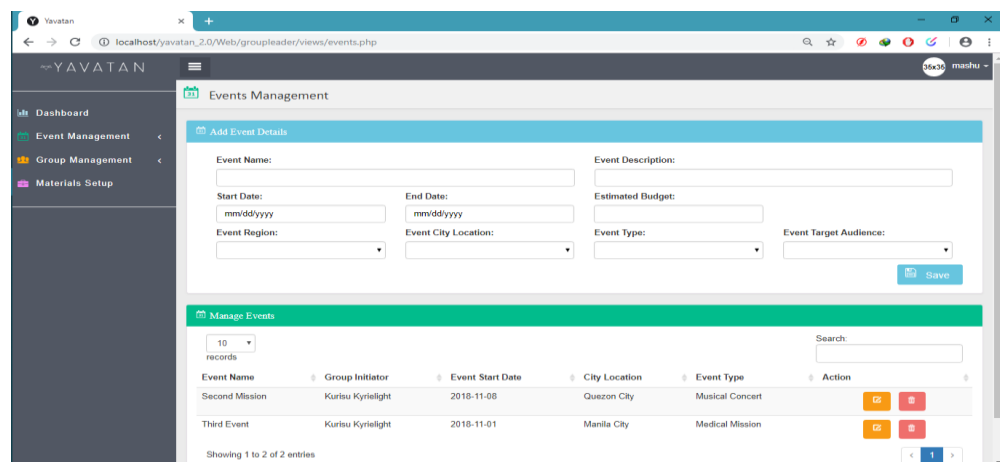 Yavatan
localhost/yavatan_2.0/Web/groupleader/views/events.php
YAVATAN
35x35 mashu
Events Management
Dashboard
Event Management
Group Management
Materials Setup
Add Event Details
Event Name: Event Description:
Start Date: End Date: Estimated Budget:
mm/dd/yyyy mm/dd/yyyy
Event Region: Event City Location: Event Type: Event Target Audience:
Save
Manage Events
10 Search:
records
Event Name Group Initiator Event Start Date City Location Event Type Action
Second Mission Kurisu Kyrielight 2018-11-08 Quezon City Musical Concert
Third Event Kurisu Kyrielight 2018-11-01 Manila City Medical Mission
Showing 1 to 2 of 2 entries 1